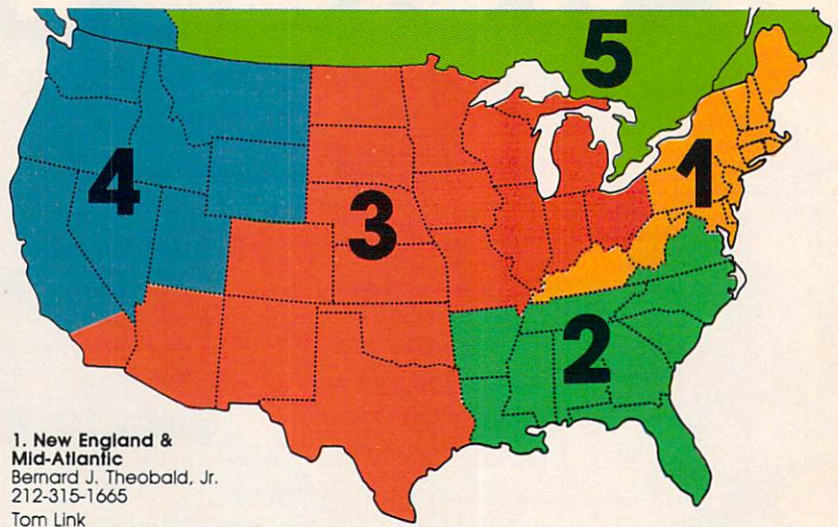 5
1
4
3
2
1. New England &
Mid-Atlantic
Bernard J. Theobald, Jr.
212-315-1665
Tom Link